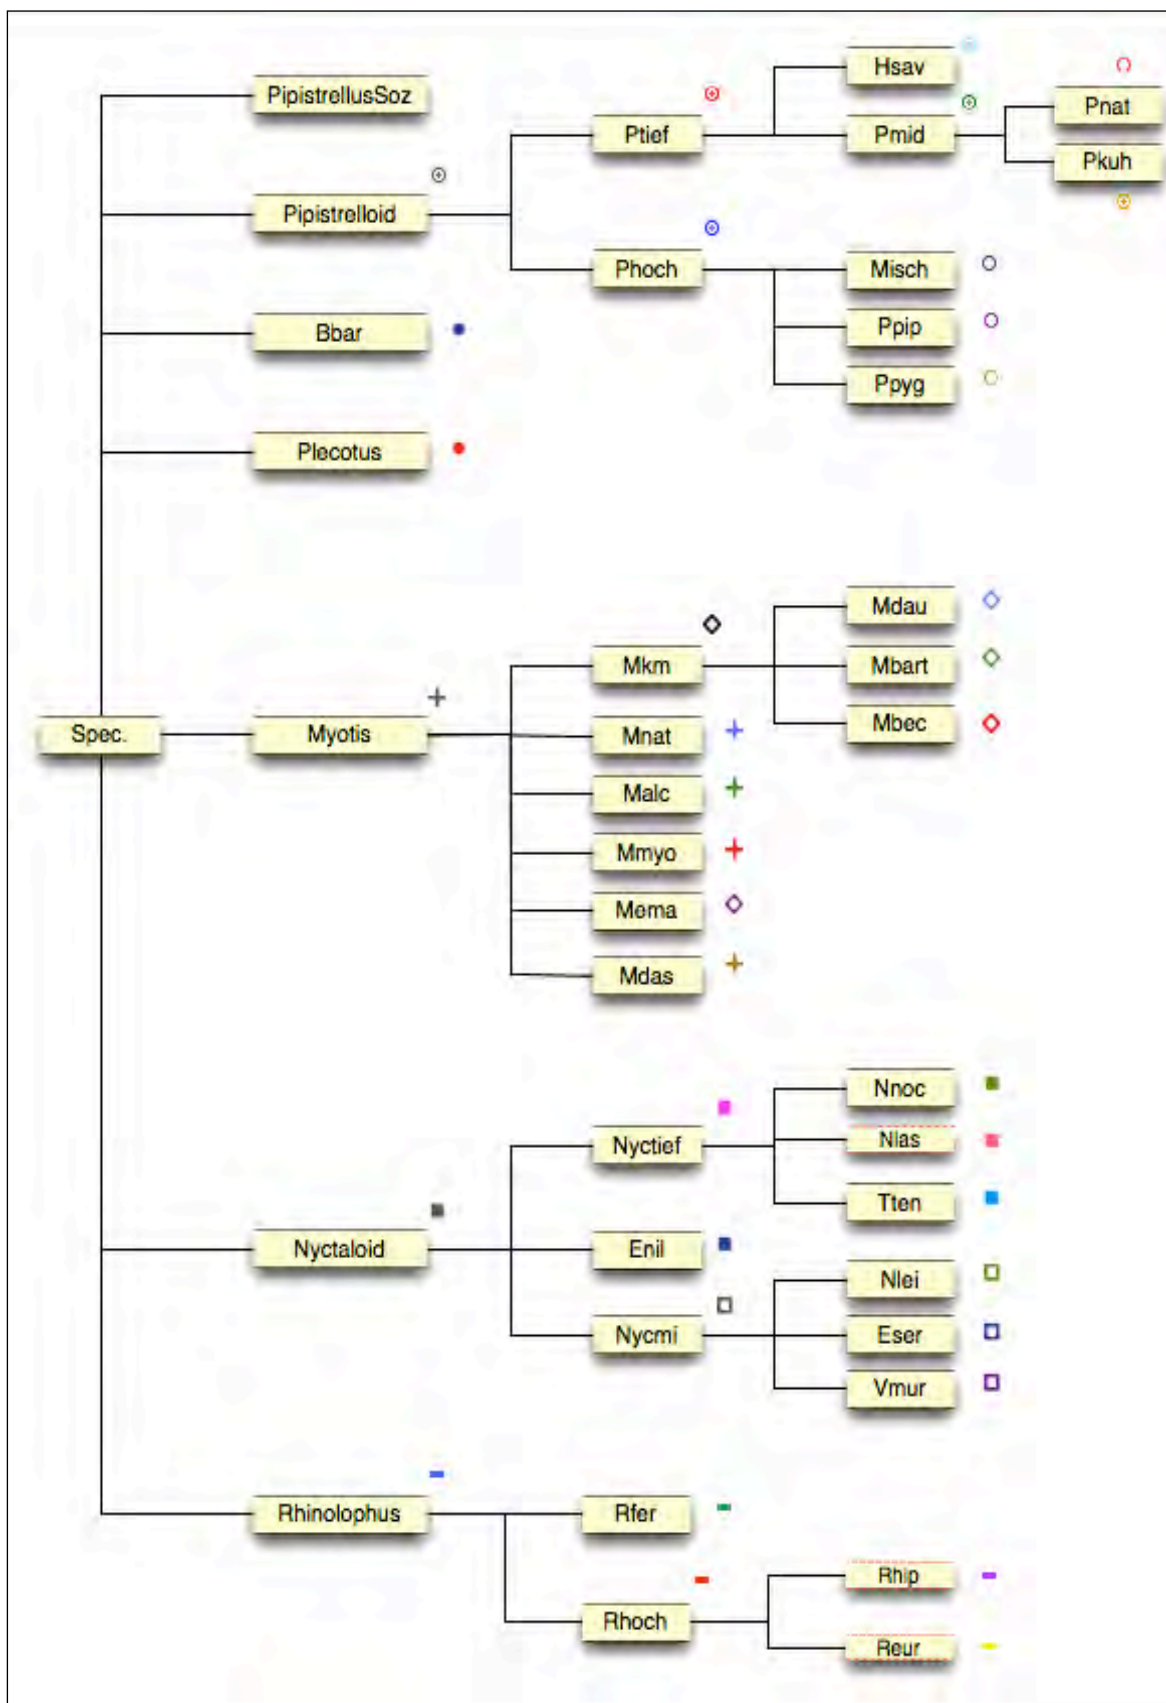 Hsav
PipistrellusSoz
Pnat
Ptief
Pmid
Pkuh
Pipistrelloid
Phoch
Misch
Ppip
Bbar
Ppyg
Plecotus
Mdau
Mkm
Mbart
Mbec
Spec.
Myotis
Mnat
Malc
Mmyo
Mema
Mdas
Nnoc
Nyctief
Nlas
Tten
Nyctaloid
Enil
Nlei
Nycmi
Eser
Vmur
Rhinolophus
Rfer
Rhip
Rhoch
Reur